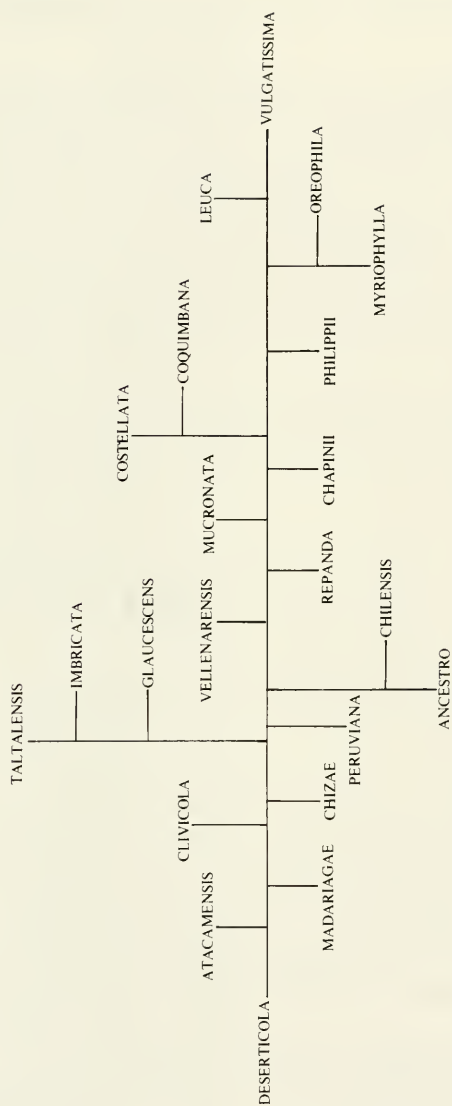 TALTALENSIS
IMBRICATA
GLAUCESCENS
CLIVICOLA
ATACAMENSIS
DESERTICOLA
MADARIAGAE
CHIZAE
PERUVIANA
ANCESTRO
CHILENSIS
VELLENARENSIS
REPANDA
MUCRONATA
CHAPINII
COSTELLATA
COQUIMBANA
PHILIPPII
LEUCA
MYRIOPHYLLA
OREOPHILA
VULGATISSIMA